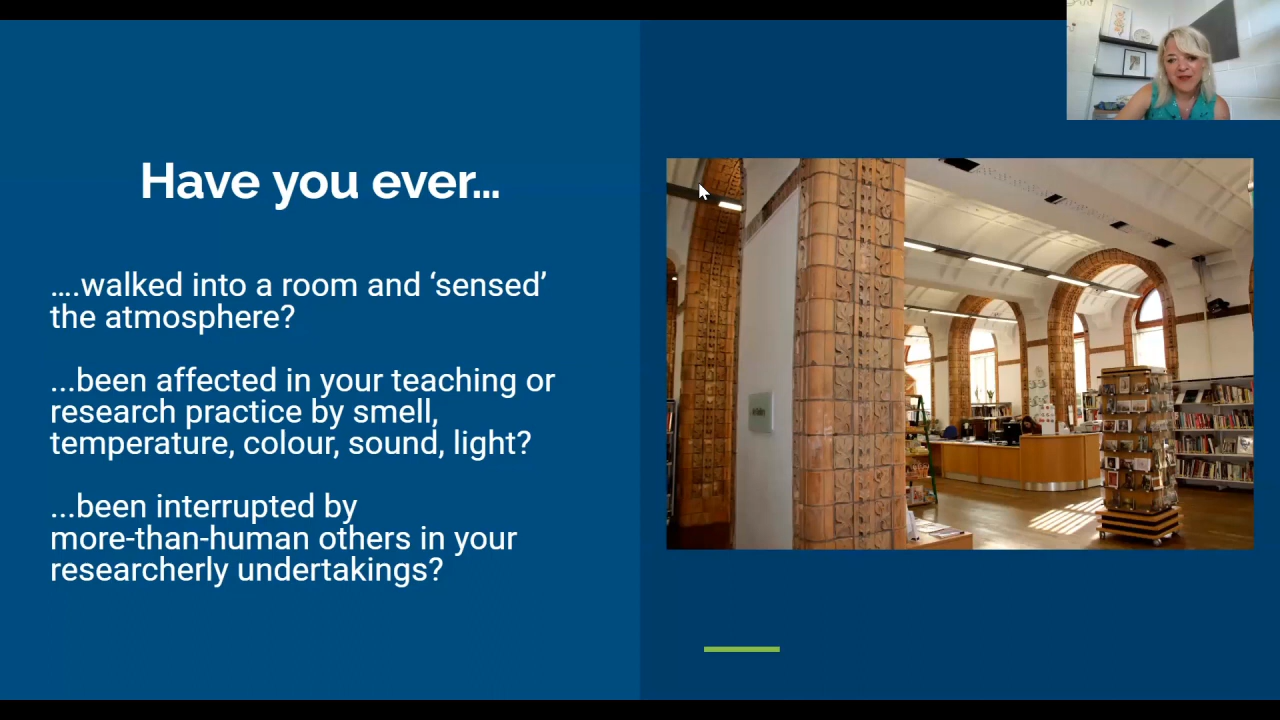 Have you ever...
….walked into a room and ‘sensed’
the atmosphere?
...been affected in your teaching or
research practice by smell,
temperature, colour, sound, light?
...been interrupted by
more-than-human others in your
researcherly undertakings?